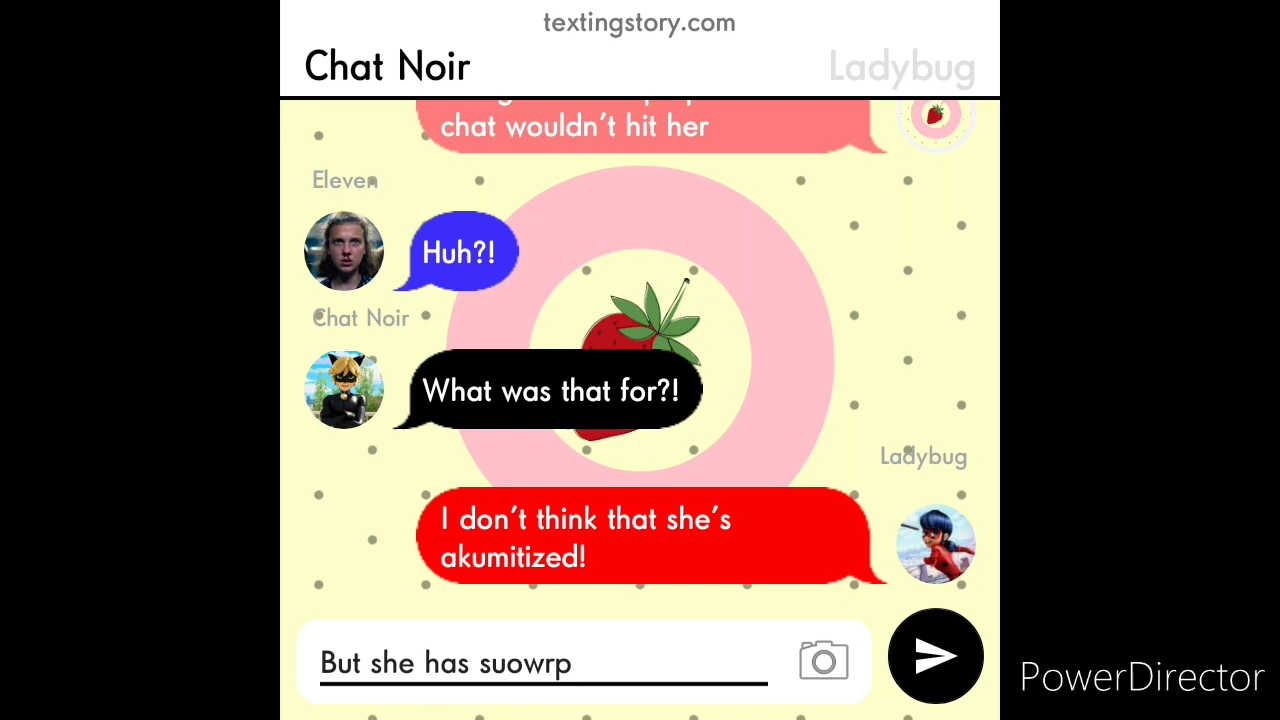 textingstory.com
Chat Noir
Ladybug
chat wouldn't hit her
Eleven
Huh?!
Chat Noir
What was that for?!
Ladybug
I don't think that she's
akumitized!
But she has suowrp
PowerDirector